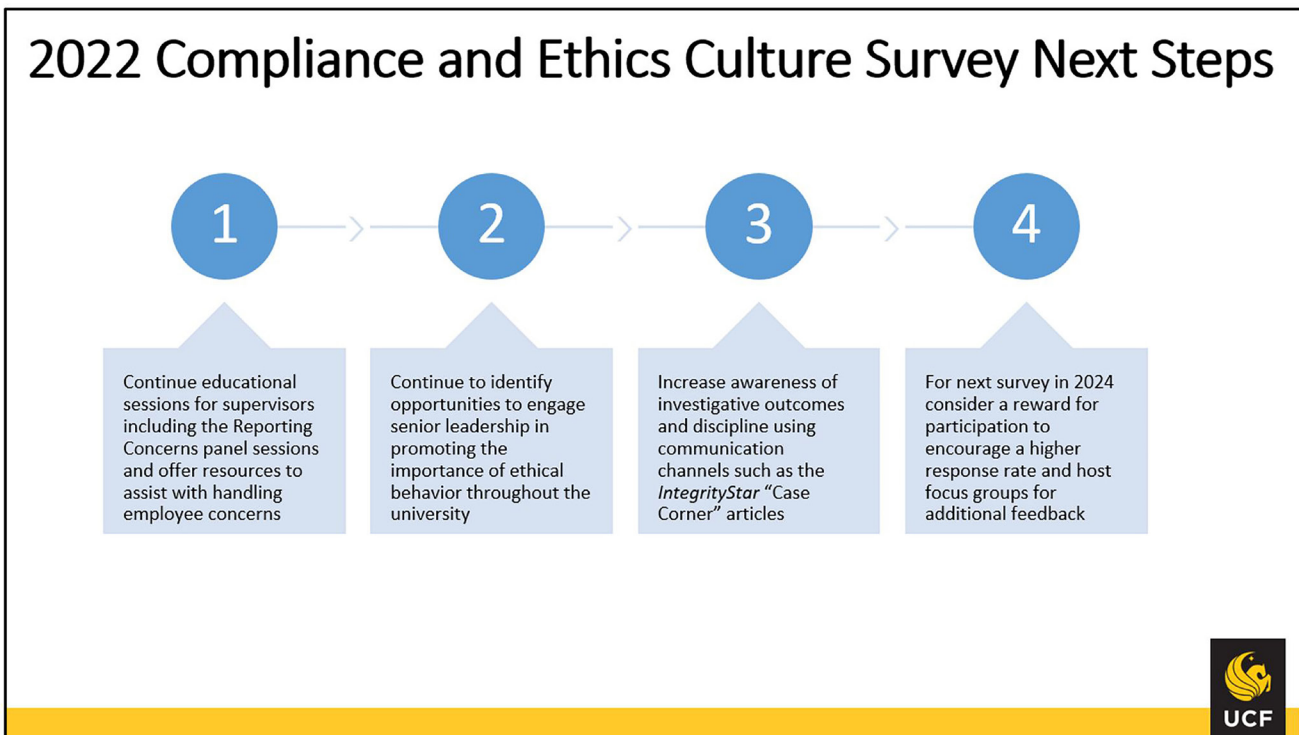 2022 Compliance and Ethics Culture Survey Next Steps
1
2
3
4
Continue educational
sessions for supervisors
including the Reporting
Concerns panel sessions
and offer resources to
assist with handling
employee concerns
Continue to identify
opportunities to engage
senior leadership in
promoting the
importance of ethical
behavior throughout the
university
Increase awareness of
investigative outcomes
and discipline using
communication
channels such as the
IntegrityStar “Case
Corner” articles
For next survey in 2024
consider a reward for
participation to
encourage a higher
response rate and host
focus groups for
additional feedback
UCF